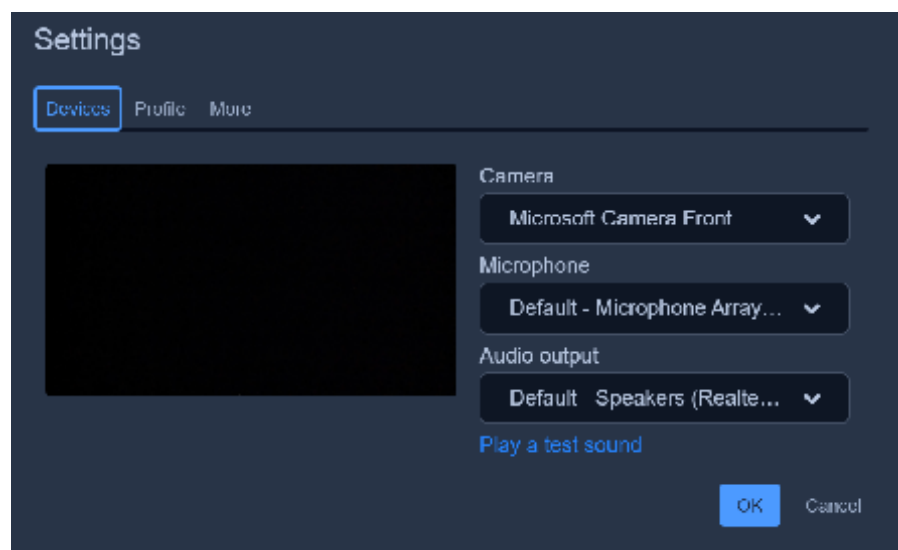 Settings
Devices Profile More
Camera
Microsoft Camera Front
Microphone
Default - Microphone Array...
Audio output
Default Speakers (Realte...
Play a test sound
OK Cancel